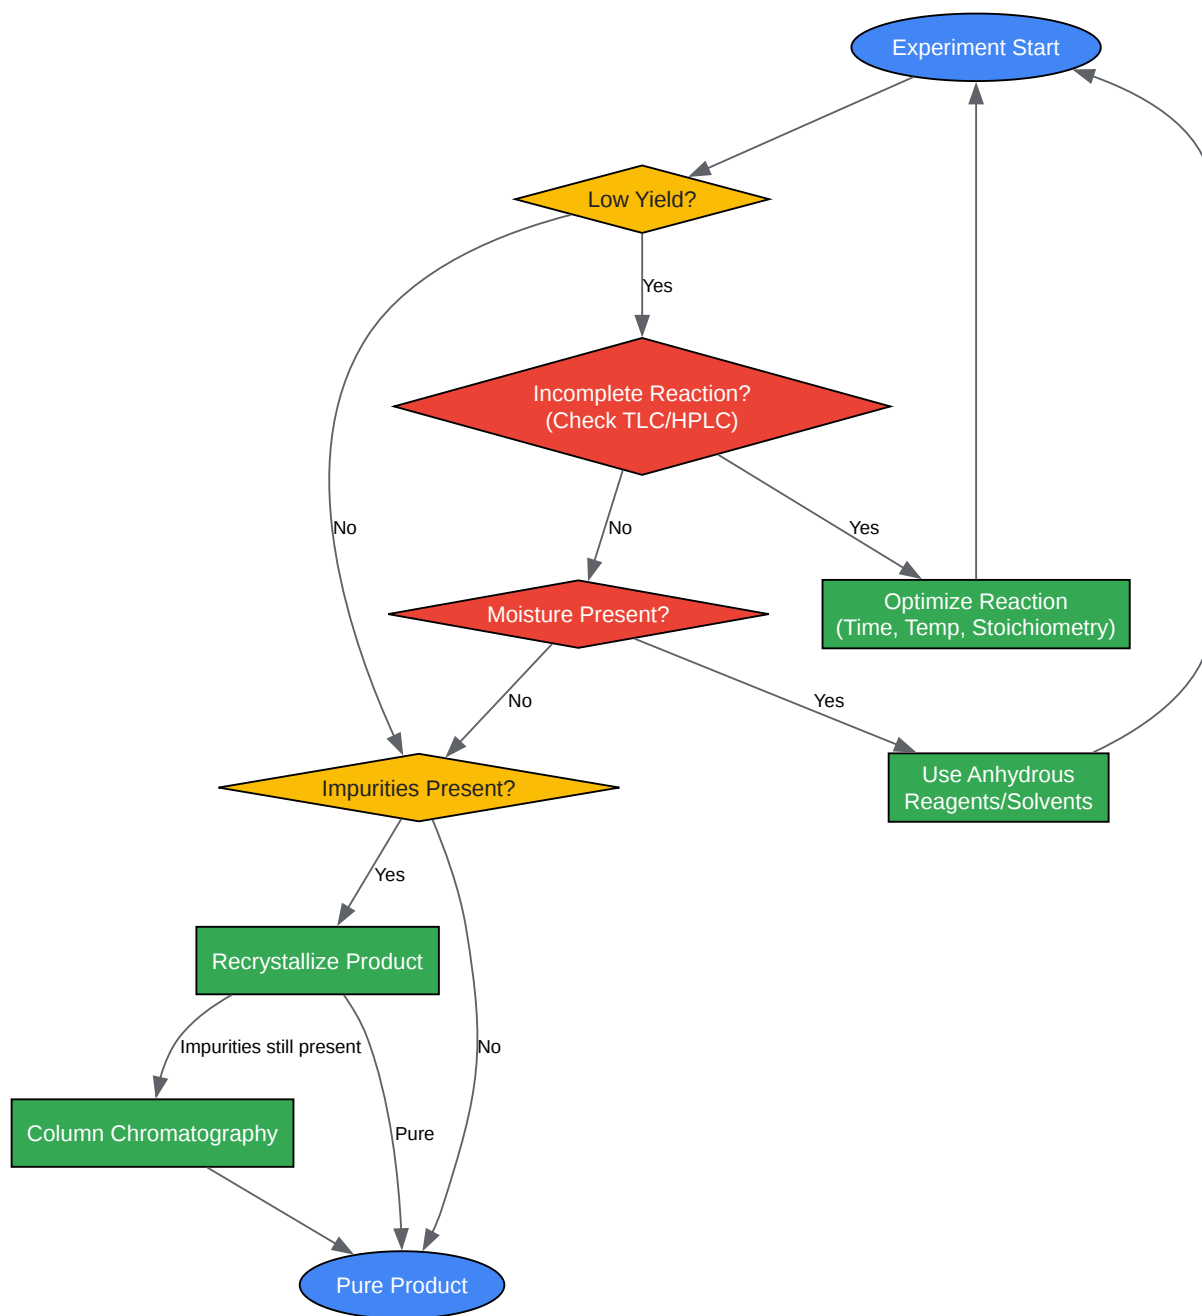 Experiment Start
Low Yield?
Yes
Incomplete Reaction?
(Check TLC/HPLC)
No
No
Yes
Optimize Reaction
(Time, Temp, Stoichiometry)
Moisture Present?
No
Yes
Use Anhydrous
Reagents/Solvents
Impurities Present?
Yes
Recrystallize Product
Impurities still present
No
Column Chromatography
Pure
Pure Product